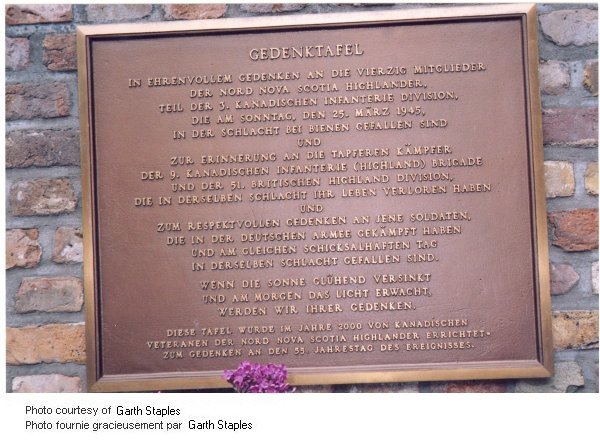 GEDENKTAFEL
IN EHRENVOLLEM GEDENKEN AN DIE VIERZIG MITGLIEDER
DER NORD NOVA SCOTIA HIGHLANDER,
TEIL DER 3. KANADISCHEN INFANTERIE DIVISION,
DIE AM SONNTAG, DEN 25. MÄRZ 1945,
IN DER SCHLACHT BEI BIENEN GEFALLEN SIND
UND
ZUR ERINNERUNG AN DIE TAPFEREN KÄMPFER
DER 9. KANADISCHEN INFANTERIE (HIGHLAND) BRIGADE
UND DER 51. BRITISCHEN HIGHLAND DIVISION,
DIE IN DERSELBEN SCHLACHT IHR LEBEN VERLOREN HABEN
UND
ZUM RESPEKTVOLLEN GEDENKEN AN JENE SOLDATEN,
DIE IN DER DEUTSCHEN ARMEE GEKÄMPFT HABEN
UND AM GLEICHEN SCHICKSALHAFTEN TAG
IN DERSELBEN SCHLACHT GEFALLEN SIND.
WENN DIE SONNE GLÜHEND VERSINKT
UND AM MORGEN DAS LICHT ERWACHT,
WERDEN WIR IHRER GEDENKEN.
DIESE TAFEL WURDE IM JAHRE 2000 VON KANADISCHEN
VETERANEN DER NORD NOVA SCOTIA HIGHLANDER ERRICHTET
ZUM GEDENKEN AN DEN 55. JAHRESTAG DES EREIGNISSES.
Photo courtesy of Garth Staples
Photo fournie gracieusement par Garth Staples